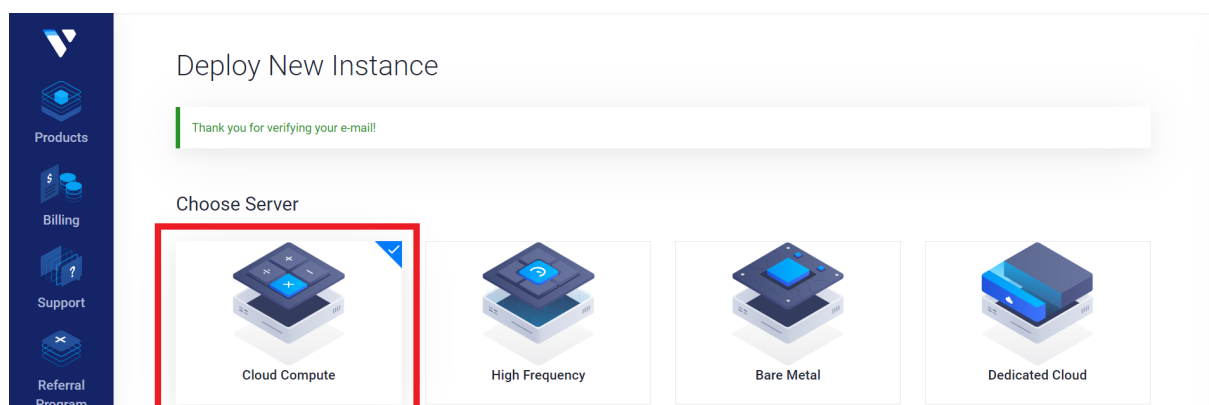 Deploy New Instance
Thank you for verifying your e-mail!
Products
Billing
Support
Referral
Program
Choose Server
Cloud Compute
High Frequency
Bare Metal
Dedicated Cloud